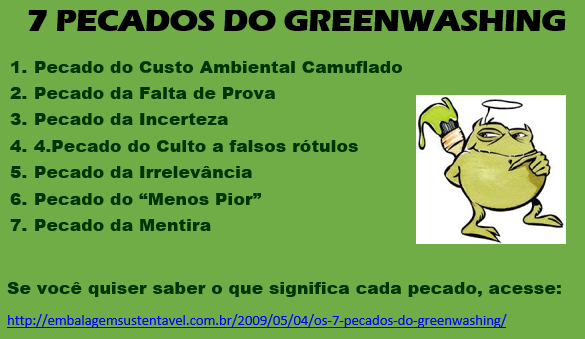 7 PECADOS DO GREENWASHING
1. Pecado do Custo Ambiental Camuflado
2. Pecado da Falta de Prova
3. Pecado da Incerteza
4. 4.Pecado do Culto a falsos rótulos
5. Pecado da Irrelevância
6. Pecado do “Menos Pior”
7. Pecado da Mentira
Se você quiser saber o que significa cada pecado, acesse:
http://embalagemsustentavel.com.br/2009/05/04/os-7-pecados-do-greenwashing/